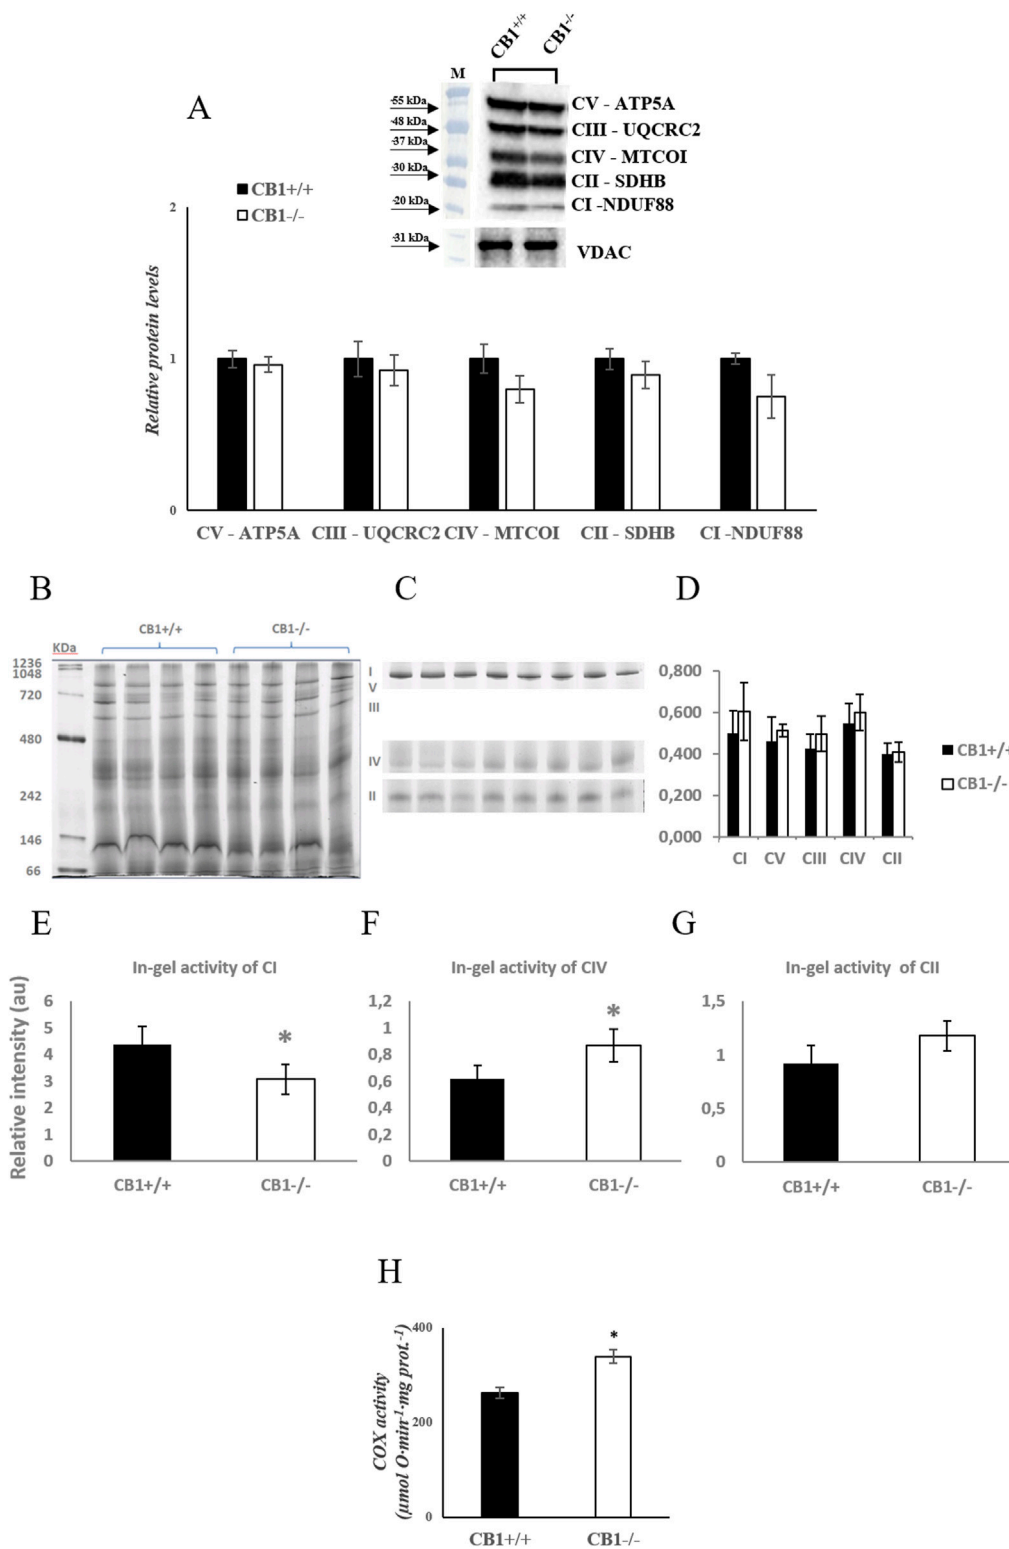 CB1+/+ CB1-/-
M
A
55 kDa CV - ATP5A
48 kDa CIII - UQCRC2
37 kDa CIV - MTCOI
30 kDa CII - SDHB
20 kDa CI -NDUF88
31 kDa VDAC
CB1+/+
CB1-/-
Relative protein levels
2
1
0
CV - ATP5A CIII - UQCRC2 CIV - MTCOI CII - SDHB CI -NDUF88
B C D
CB1+/+ CB1-/-
KDa
1236
1048
720
480
242
146
66
I
V
III
IV
II
0,800
0,600
0,400
0,200
0,000
CI CV CIII CIV CII
CB1+/+
CB1-/-
E F G
In-gel activity of CI
Relative intensity (au)
6
5
4
3
2
1
0
*
CB1+/+ CB1-/-
In-gel activity of CIV
1,2
1
0,8
0,6
0,4
0,2
0
*
CB1+/+ CB1-/-
In-gel activity of CII
1,5
1
0,5
0
CB1+/+ CB1-/-
H
COX activity
(µmol O·min-1·mg prot.-1)
400
200
0
*
CB1+/+ CB1-/-